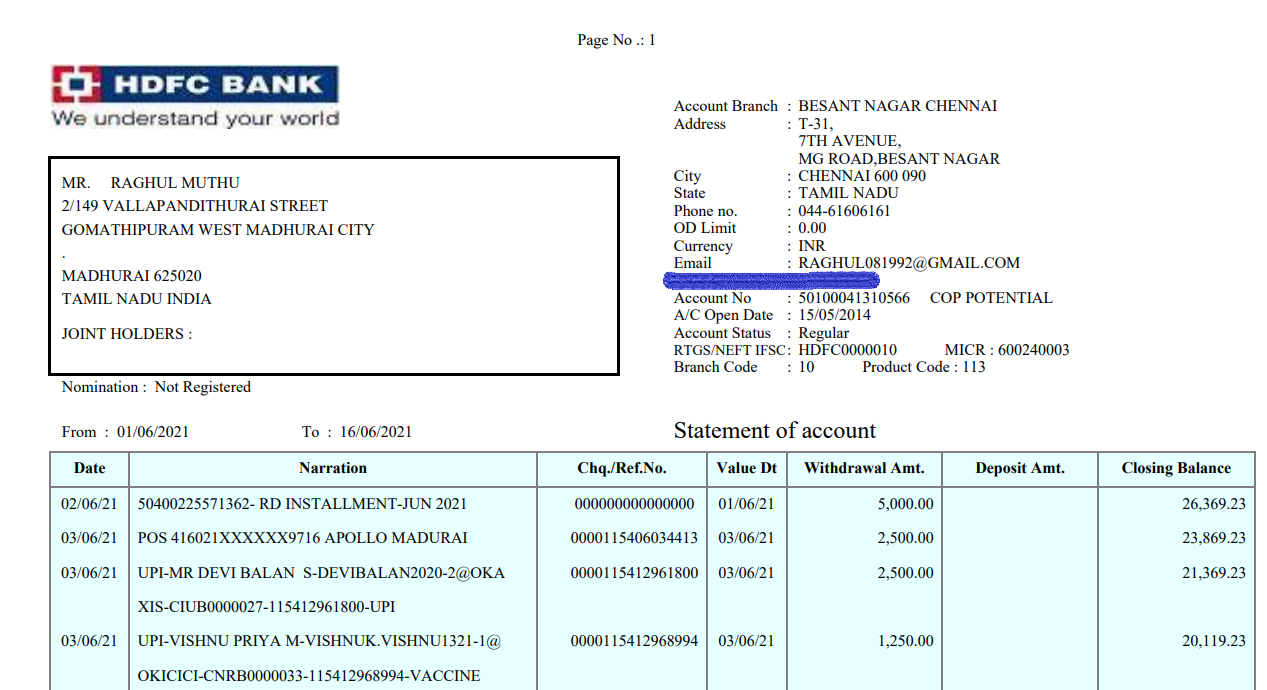 Page No .: 1
HDFC BANK
We understand your world
MR. RAGHUL MUTHU
2/149 VALLAPANDITHURAI STREET
GOMATHIPURAM WEST MADHURAI CITY
.
MADHURAI 625020
TAMIL NADU INDIA
JOINT HOLDERS :
Nomination : Not Registered
Account Branch : BESANT NAGAR CHENNAI
Address : T-31,
7TH AVENUE,
MG ROAD,BESANT NAGAR
City : CHENNAI 600 090
State : TAMIL NADU
Phone no. : 044-61606161
OD Limit : 0.00
Currency : INR
Email : RAGHUL081992@GMAIL.COM
Account No : 50100041310566 COP POTENTIAL
A/C Open Date : 15/05/2014
Account Status : Regular
RTGS/NEFT IFSC: HDFC0000010 MICR : 600240003
Branch Code : 10 Product Code : 113
From : 01/06/2021 To : 16/06/2021
Statement of account
Date Narration Chq./Ref.No. Value Dt Withdrawal Amt. Deposit Amt. Closing Balance
02/06/21 50400225571362- RD INSTALLMENT-JUN 2021 000000000000000 01/06/21 5,000.00 26,369.23
03/06/21 POS 416021XXXXXX9716 APOLLO MADURAI 0000115406034413 03/06/21 2,500.00 23,869.23
03/06/21 UPI-MR DEVI BALAN S-DEVIBALAN2020-2@OKA 0000115412961800 03/06/21 2,500.00 21,369.23
XIS-CIUB0000027-115412961800-UPI
03/06/21 UPI-VISHNU PRIYA M-VISHNUK.VISHNU1321-1@ 0000115412968994 03/06/21 1,250.00 20,119.23
OKICICI-CNRB0000033-115412968994-VACCINE